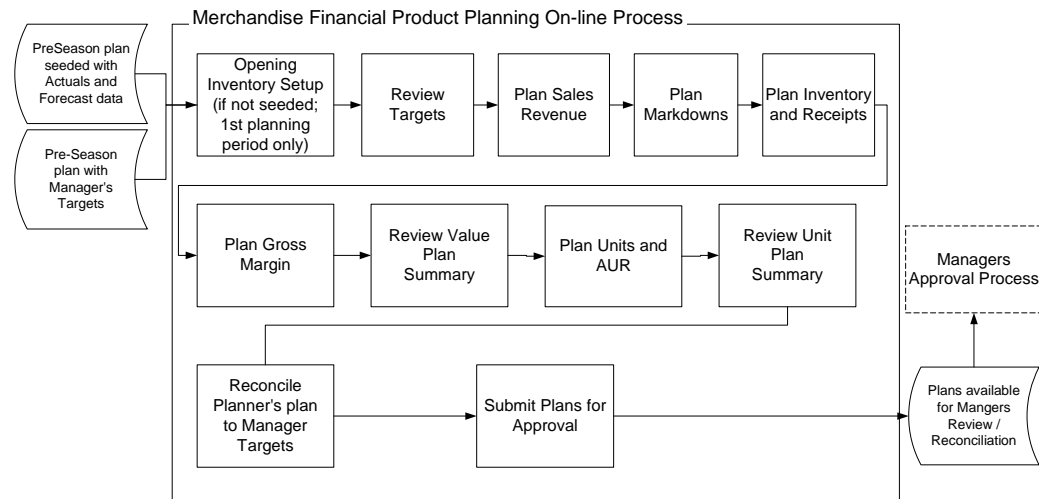 Merchandise Financial Product Planning On-line Process
PreSeason plan
seeded with
Actuals and
Forecast data
Pre-Season
plan with
Manager's
Targets
Opening
Inventory Setup
(if not seeded;
1st planning
period only)
Review
Targets
Plan Sales
Revenue
Plan
Markdowns
Plan Inventory
and Receipts
Plan Gross
Margin
Review Value
Plan
Summary
Plan Units and
AUR
Review Unit
Plan
Summary
Managers
Approval Process
Reconcile
Planner's plan
to Manager
Targets
Submit Plans for
Approval
Plans available
for Mangers
Review /
Reconciliation